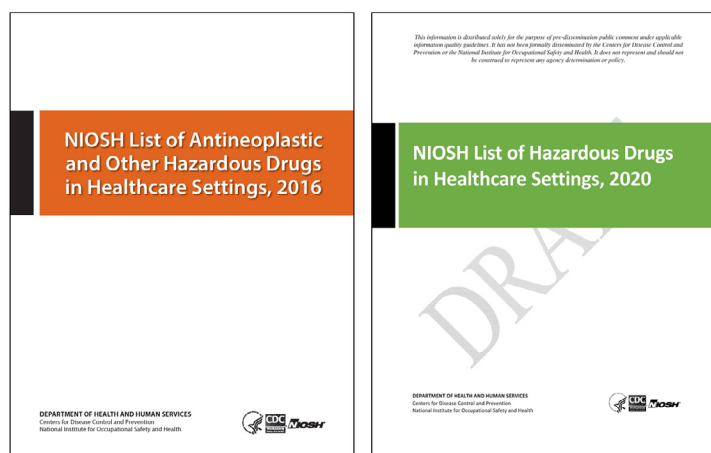 NIOSH List of Antineoplastic
and Other Hazardous Drugs
in Healthcare Settings, 2016
DEPARTMENT OF HEALTH AND HUMAN SERVICES
Centers for Disease Control and Prevention
National Institute for Occupational Safety and Health
CDC
NIOSH
This information is distributed solely for the purpose of pre-dissemination public comment under applicable
information quality guidelines. It has not been formally disseminated by the Centers for Disease Control and
Prevention or the National Institute for Occupational Safety and Health. It does not represent and should not
be construed to represent any agency determination or policy.
NIOSH List of Hazardous Drugs
in Healthcare Settings, 2020
DRAFT
DEPARTMENT OF HEALTH AND HUMAN SERVICES
Centers for Disease Control and Prevention
National Institute for Occupational Safety and Health
CDC
NIOSH